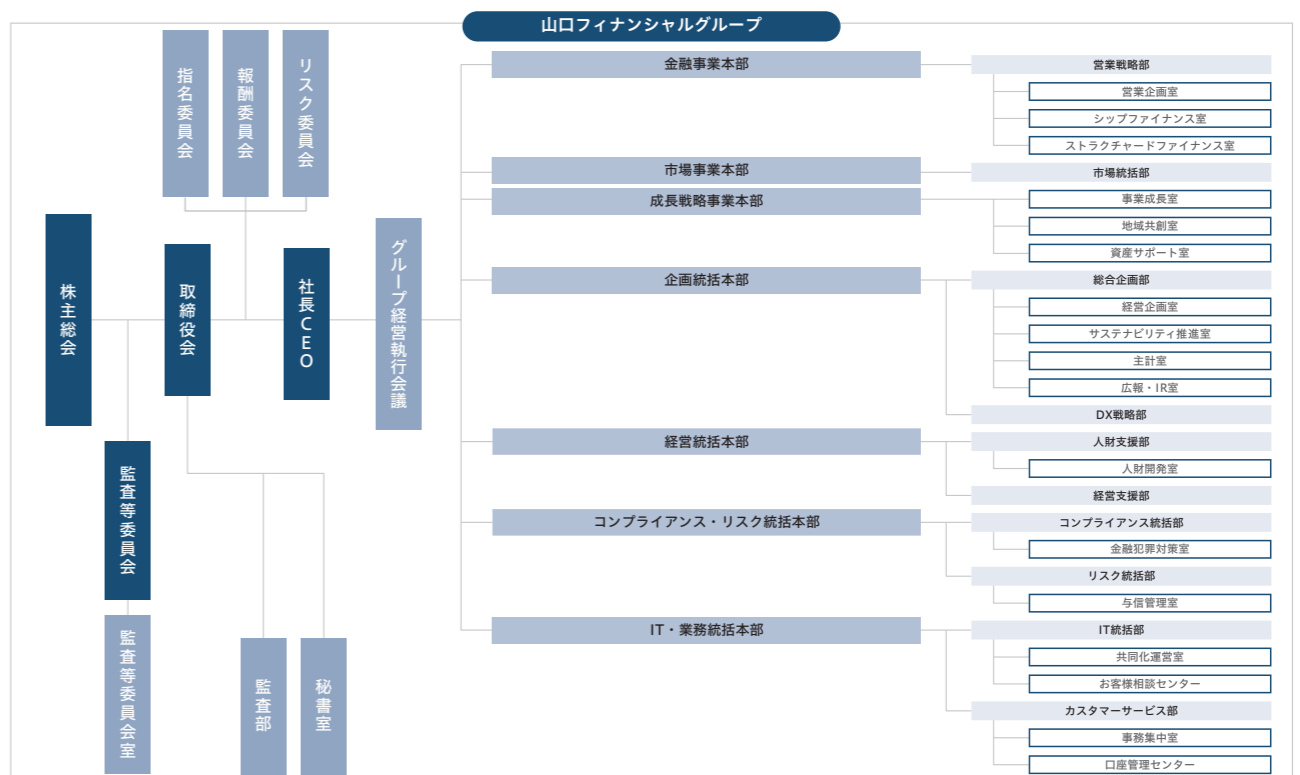 山口フィナンシャルグループ
指名委員会
報酬委員会
リスク委員会
株主総会
取締役会
社長CEO
グループ経営執行会議
監査等委員会
監査等委員会室
監査部
秘書室
金融事業本部
営業戦略部
営業企画室
シップファイナンス室
ストラクチャードファイナンス室
市場事業本部
市場統括部
成長戦略事業本部
事業成長室
地域共創室
資産サポート室
企画統括本部
総合企画部
経営企画室
サステナビリティ推進室
主計室
広報・IR室
DX戦略部
経営統括本部
人財支援部
人財開発室
経営支援部
コンプライアンス・リスク統括本部
コンプライアンス統括部
金融犯罪対策室
リスク統括部
与信管理室
IT・業務統括本部
IT統括部
共同化運営室
お客様相談センター
カスタマーサービス部
事務集中室
口座管理センター